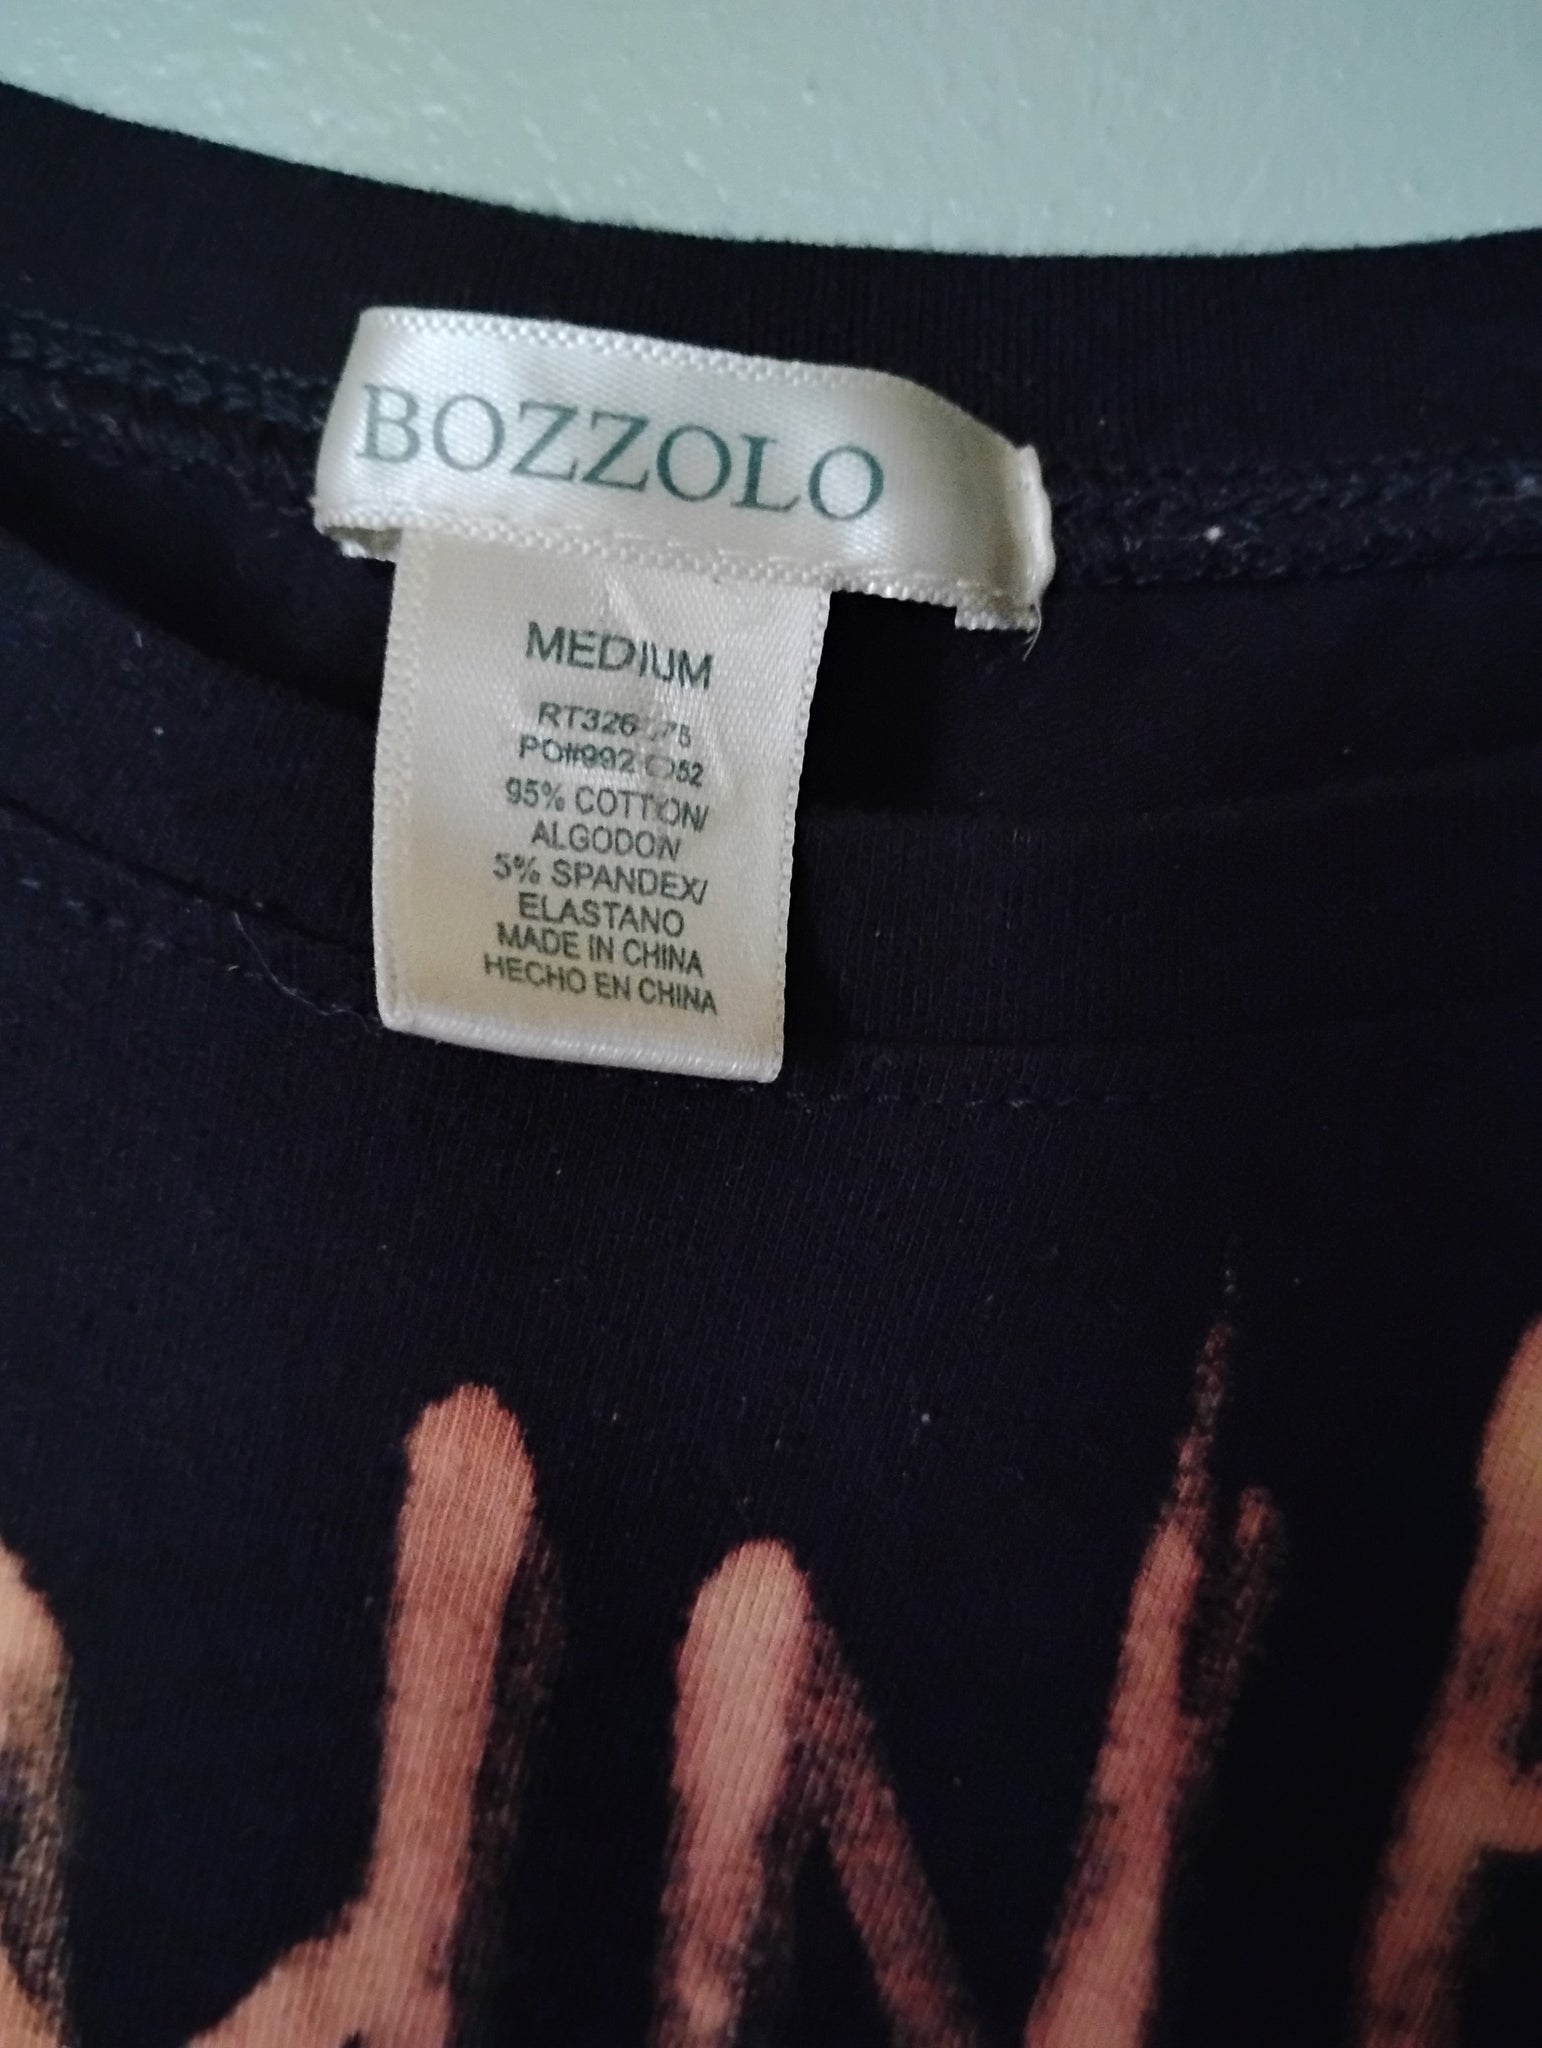 BOZZOLO
MEDIUM
95% COTTON/
ALGODON
5% SPANDEX/
ELASTANO
MADE IN CHINA
HECHO EN CHINA